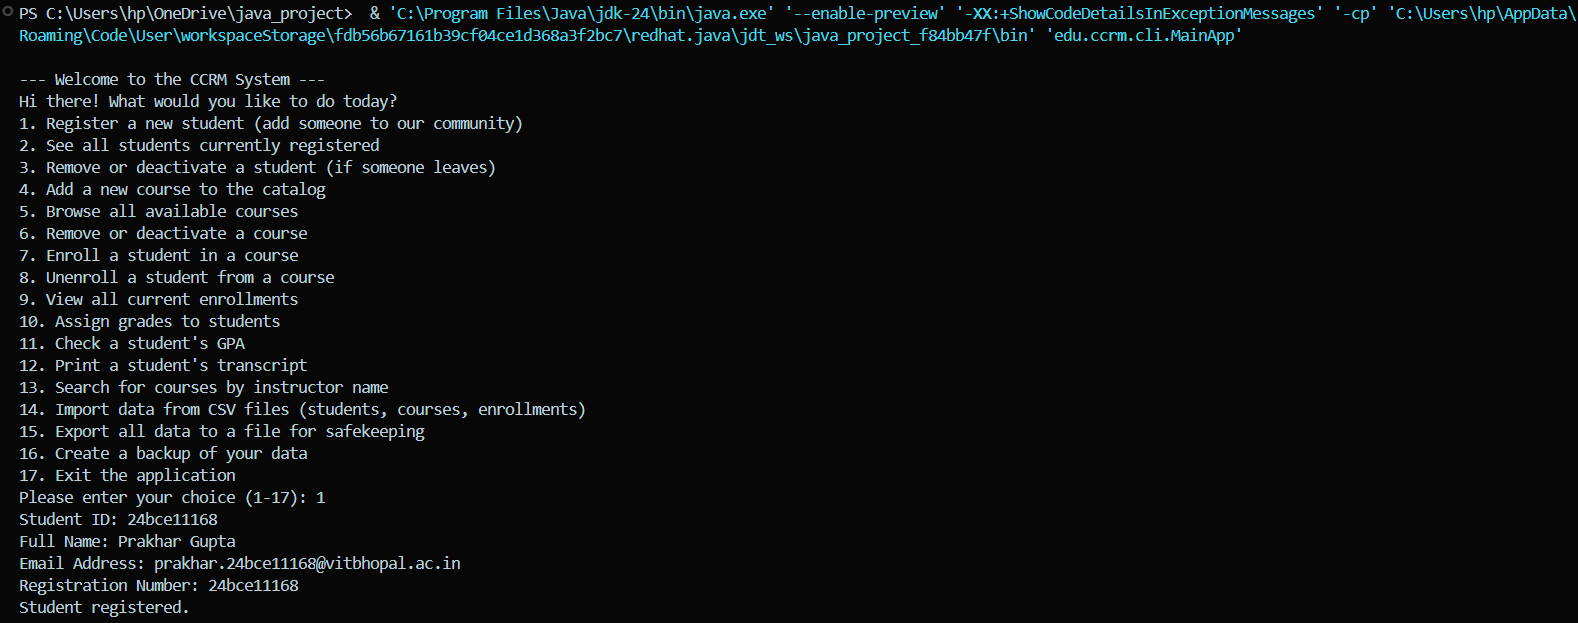 PS C:\Users\hp\OneDrive\java_project>  & 'C:\Program Files\Java\jdk-24\bin\java.exe' '--enable-preview' '-XX:+ShowCodeDetailsInExceptionMessages' '-cp' 'C:\Users\hp\AppData\
Roaming\Code\User\workspaceStorage\fdb56b67161b39cf04ce1d368a3f2bc7\redhat.java\jdt_ws\java_project_f84bb47f\bin' 'edu.ccrm.cli.MainApp'
--- Welcome to the CCRM System ---
Hi there! What would you like to do today?
1. Register a new student (add someone to our community)
2. See all students currently registered
3. Remove or deactivate a student (if someone leaves)
4. Add a new course to the catalog
5. Browse all available courses
6. Remove or deactivate a course
7. Enroll a student in a course
8. Unenroll a student from a course
9. View all current enrollments
10. Assign grades to students
11. Check a student's GPA
12. Print a student's transcript
13. Search for courses by instructor name
14. Import data from CSV files (students, courses, enrollments)
15. Export all data to a file for safekeeping
16. Create a backup of your data
17. Exit the application
Please enter your choice (1-17): 1
Student ID: 24bce11168
Full Name: Prakhar Gupta
Email Address: prakhar.24bce11168@vitbhopal.ac.in
Registration Number: 24bce11168
Student registered.